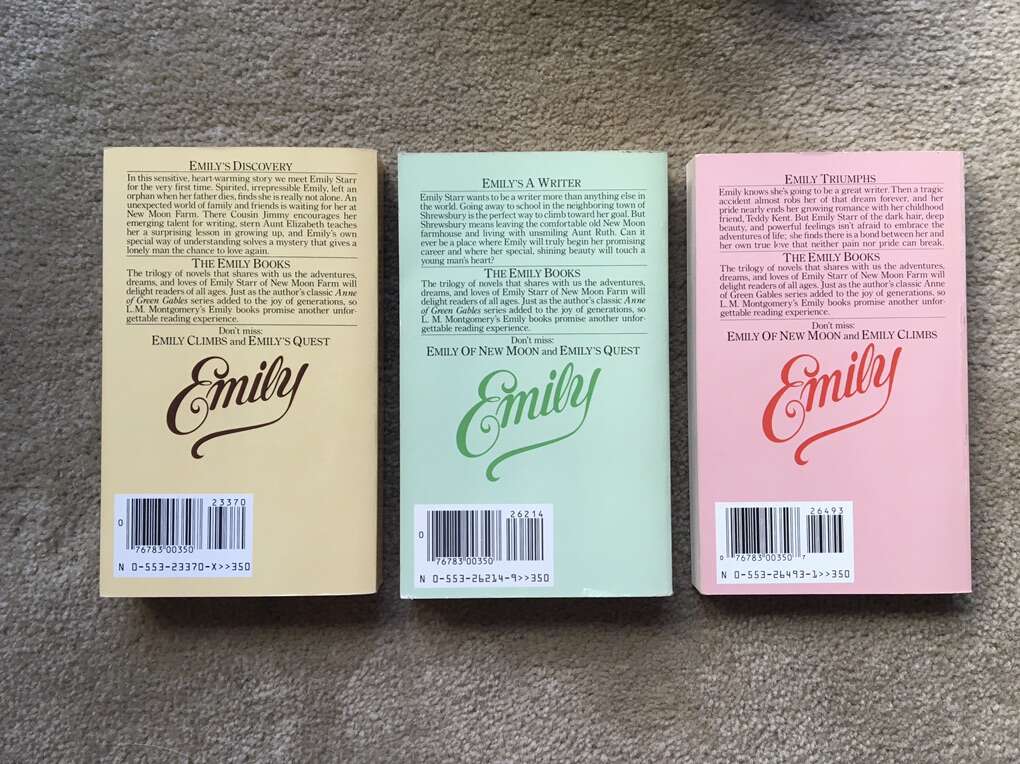 EMILY'S DISCOVERY
In this sensitive, heart-warming story we meet Emily Starr
for the very first time. Spirited, irrepressible Emily, left an
orphan when her father dies, finds she is really not alone. An
unexpected world of family and friends is waiting for her at
New Moon Farm. There Cousin Jimmy encourages her
emerging talent for writing, stern Aunt Elizabeth teaches
her a surprising lesson in growing up, and Emily's own
special way of understanding solves a mystery that gives a
lonely man the chance to love again.
THE EMILY BOOKS
The trilogy of novels that shares with us the adventures,
dreams, and loves of Emily Starr of New Moon Farm will
delight readers of all ages. Just as the author's classic Anne
of Green Gables series added to the joy of generations, so
L. M. Montgomery's Emily books promise another unfor-
gettable reading experience.
Don't miss:
EMILY CLIMBS and EMILY'S QUEST
Emily
23370
0
76783 00350
N 0-553-23370-X>>350
EMILY'S A WRITER
Emily Starr wants to be a writer more than anything else in
the world. Going away to school in the neighboring town of
Shrewsbury is the perfect way to climb toward her goal. But
Shrewsbury means leaving the comfortable old New Moon
farmhouse and living with unsmiling Aunt Ruth. Can it
ever be a place where Emily will truly begin her promising
career and where her special, shining beauty will touch a
young man's heart?
THE EMILY BOOKS
The trilogy of novels that shares with us the adventures,
dreams, and loves of Emily Starr of New Moon Farm will
delight readers of all ages. Just as the author's classic Anne
of Green Gables series added to the joy of generations, so
L. M. Montgomery's Emily books promise another unfor-
gettable reading experience.
Don't miss:
EMILY OF NEW MOON and EMILY'S QUEST
Emily
26214
0
76783 00350
N 0-553-26214-9>>350
EMILY TRIUMPHS
Emily knows she's going to be a great writer. Then a tragic
accident almost robs her of that dream forever, and her
pride nearly ends her growing romance with her childhood
friend, Teddy Kent. But Emily Starr of the dark hair, deep
beauty, and powerful feelings isn't afraid to embrace the
adventures of life; she finds there is a bond between her and
her own true love that neither pain nor pride can break.
THE EMILY BOOKS
The trilogy of novels that shares with us the adventures,
dreams, and loves of Emily Starr of New Moon Farm will
delight readers of all ages. Just as the author's classic Anne
of Green Gables series added to the joy of generations, so
L. M. Montgomery's Emily books promise another unfor-
gettable reading experience.
Don't miss:
EMILY OF NEW MOON and EMILY CLIMBS
Emily
26493
0
76783 00350 7
N 0-553-26493-1>>350